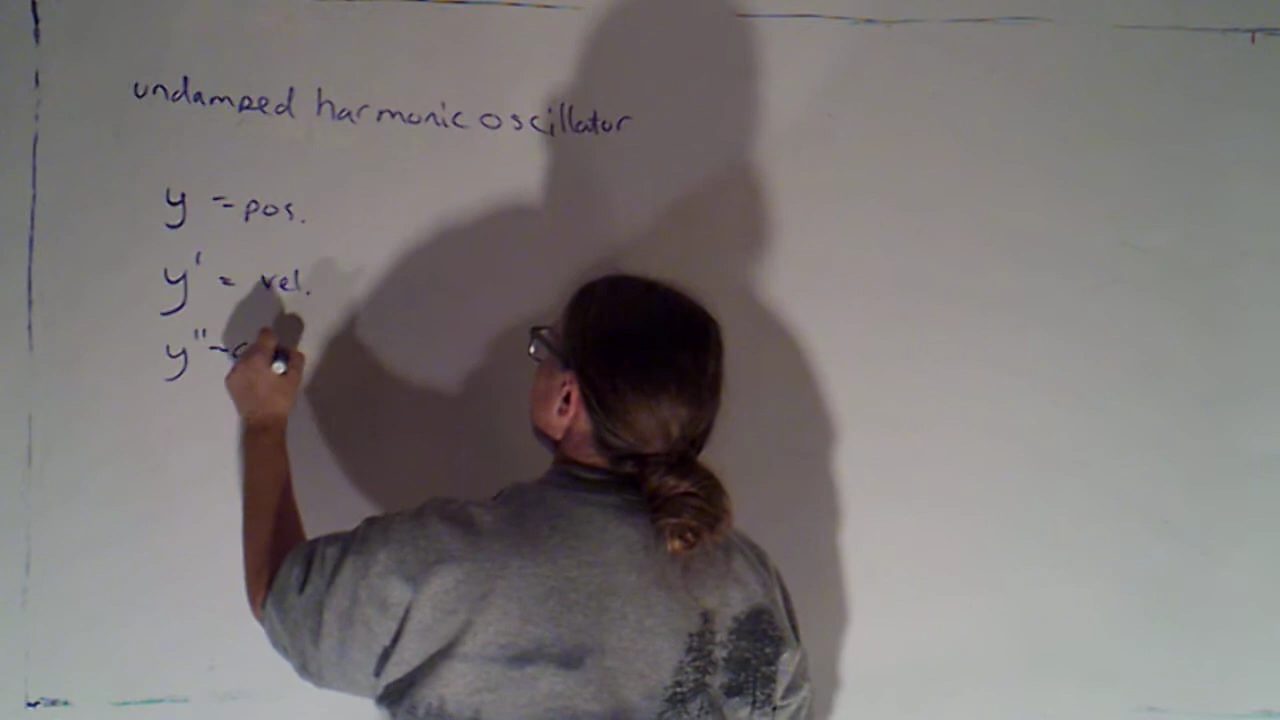 undamped harmonic oscillator
y = pos.
y' = vel.
y'' =